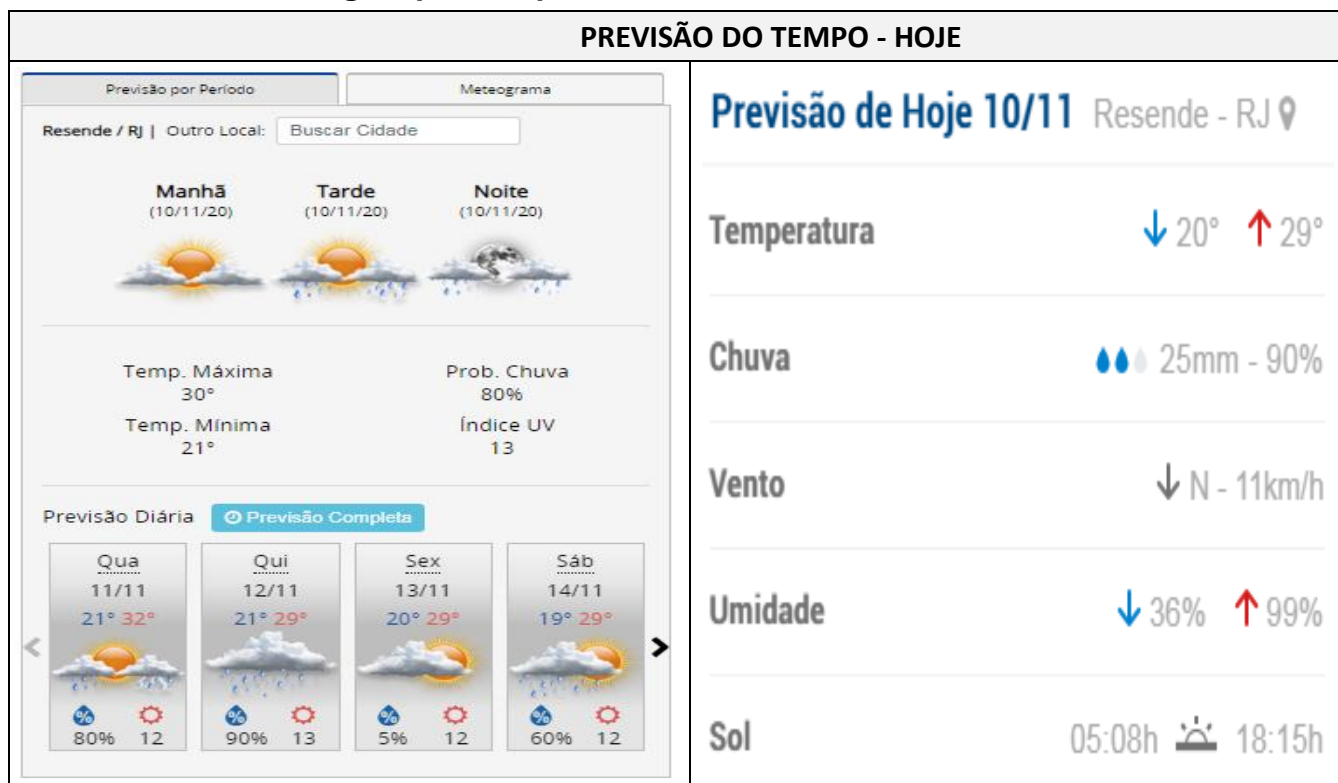 PREVISÃO DO TEMPO - HOJE
Previsão por Período
Meteograma
Resende / RJ | Outro Local: Buscar Cidade
Manhã Tarde Noite
(10/11/20) (10/11/20) (10/11/20)
Temp. Máxima Prob. Chuva
30° 80%
Temp. Mínima Índice UV
21° 13
Previsão Diária Previsão Completa
Qua Qui Sex Sáb
11/11 12/11 13/11 14/11
21° 32° 21° 29° 20° 29° 19° 29°
% % % %
80% 12 90% 13 5% 12 60% 12
Previsão de Hoje 10/11 Resende - RJ
Temperatura ↓ 20° ↑ 29°
Chuva 25mm - 90%
Vento ↓ N - 11km/h
Umidade ↓ 36% ↑ 99%
Sol 05:08h 18:15h